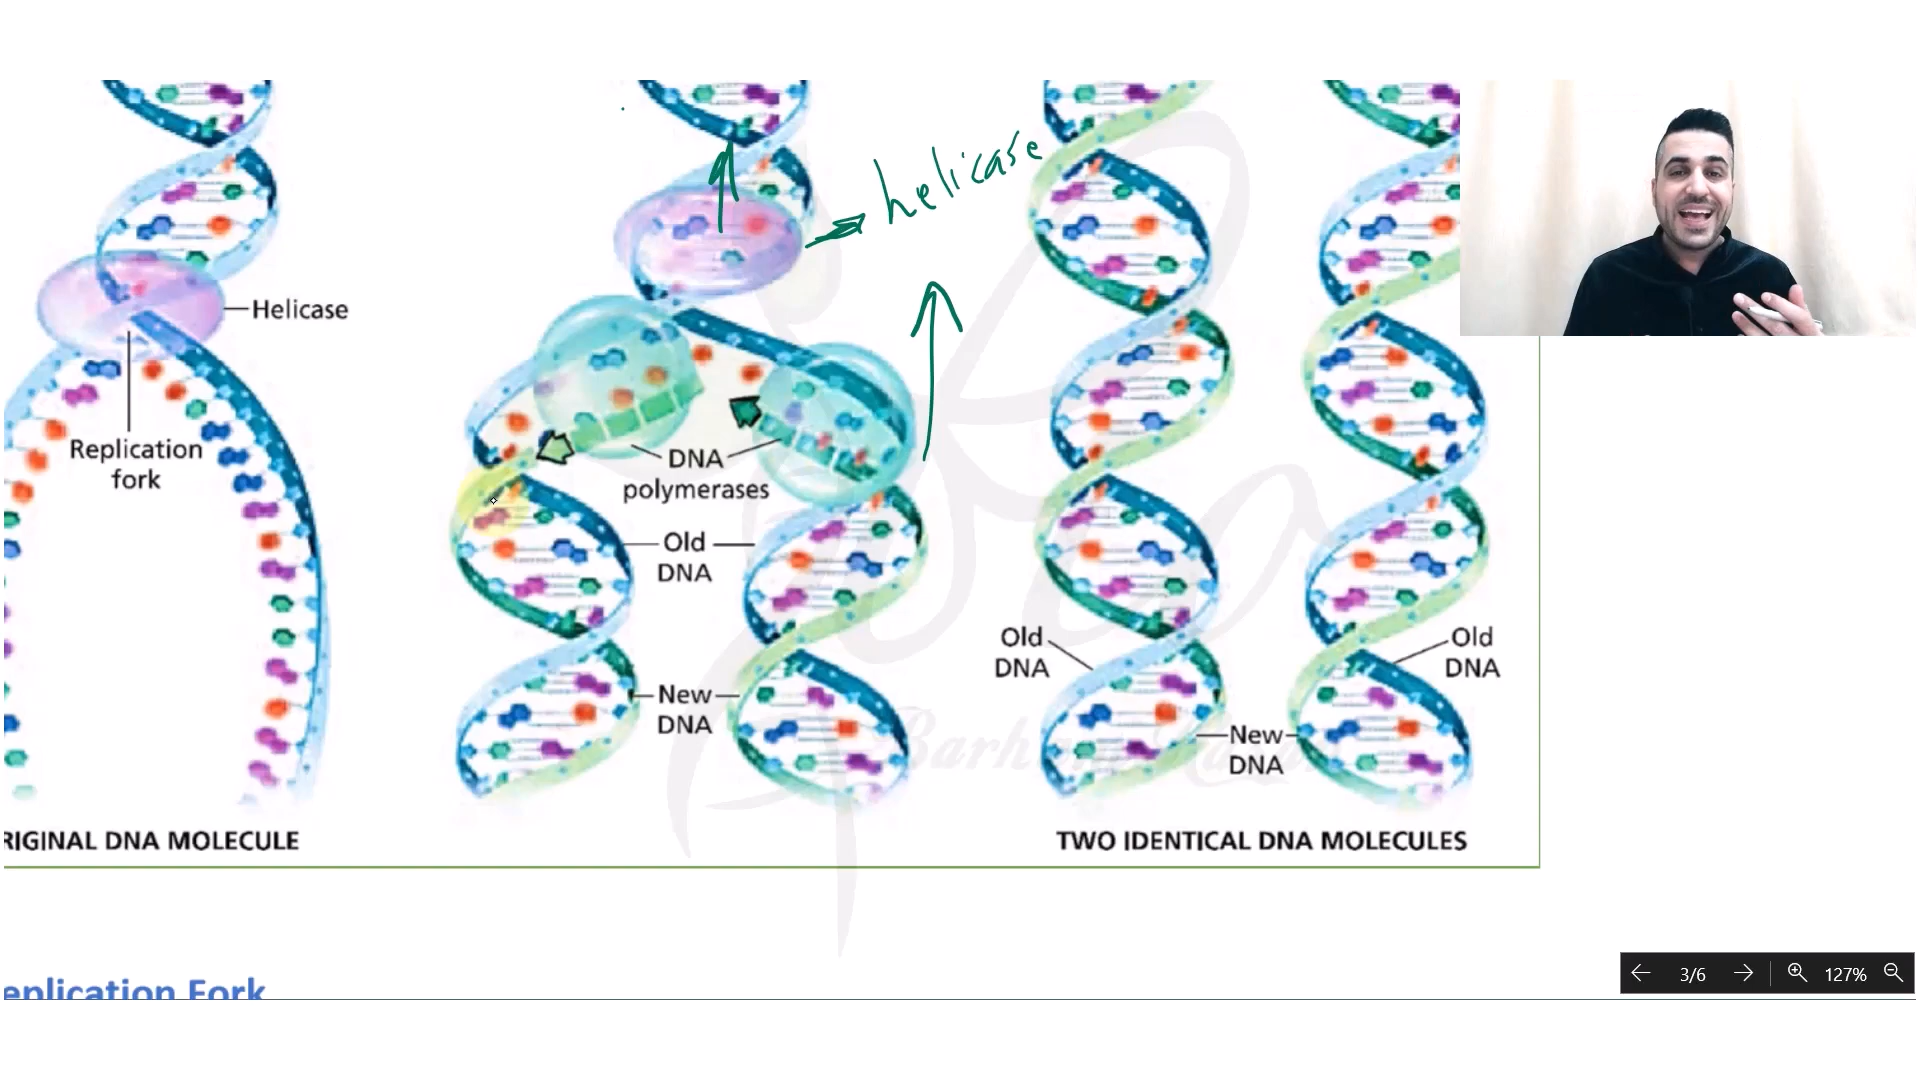 helicase
Helicase
Replication
fork
DNA
polymerases
Old
DNA
New
DNA
Old
DNA
Old
DNA
New
DNA
RIGINAL DNA MOLECULE
TWO IDENTICAL DNA MOLECULES
eplication Fork
3/6
127%